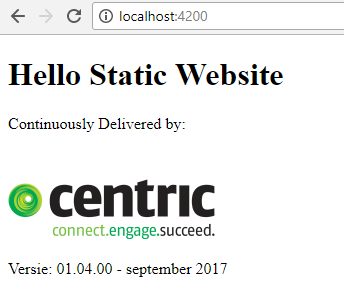 localhost:4200
Hello Static Website
Continuously Delivered by:
centric
connect.engage.succeed.
Versie: 01.04.00 - september 2017